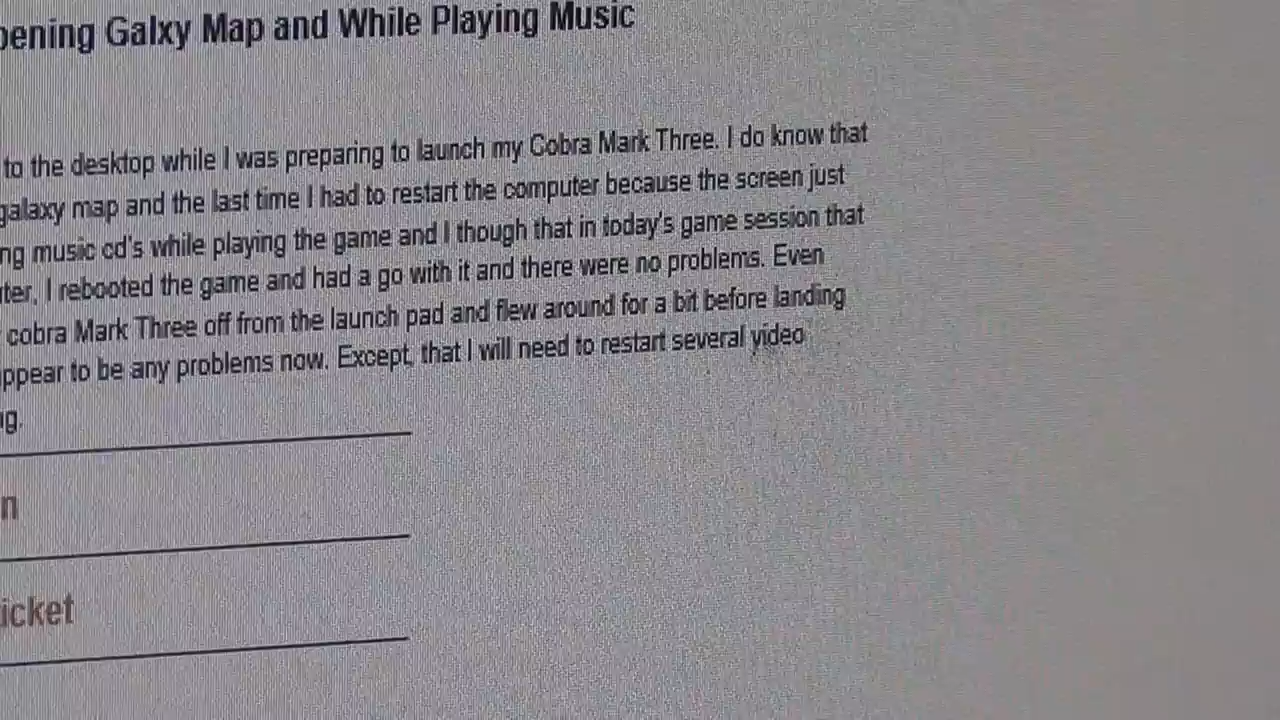 pening Galxy Map and While Playing Music
to the desktop while I was preparing to launch my Cobra Mark Three. I do know that
galaxy map and the last time I had to restart the computer because the screen just
ng music cd's while playing the game and I though that in today's game session that
ter, I rebooted the game and had a go with it and there were no problems. Even
cobra Mark Three off from the launch pad and flew around for a bit before landing
ppear to be any problems now. Except, that I will need to restart several video
g.
n
icket